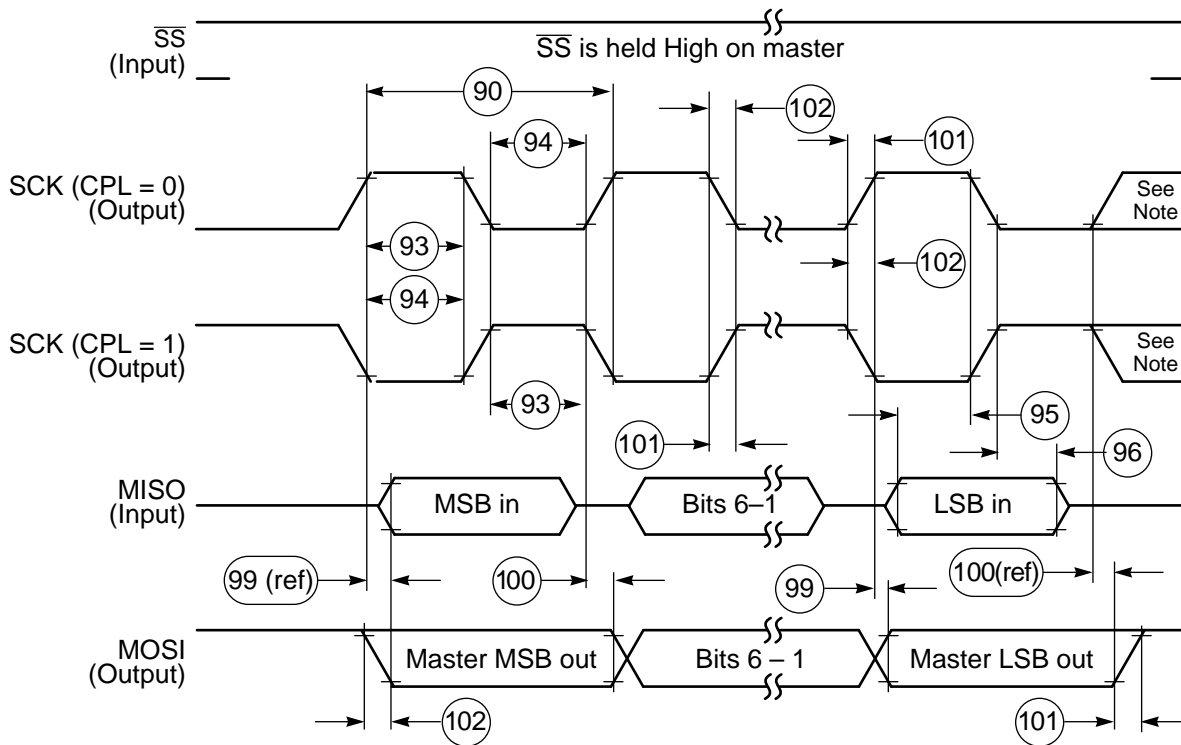 SS
(Input)
SS is held High on master
90
102
94
101
SCK (CPL = 0)
(Output)
See
Note
93
102
94
SCK (CPL = 1)
(Output)
See
Note
93
95
101
96
MISO
(Input)
MSB in
Bits 6–1
LSB in
99 (ref)
100
99
100(ref)
MOSI
(Output)
Master MSB out
Bits 6 – 1
Master LSB out
102
101